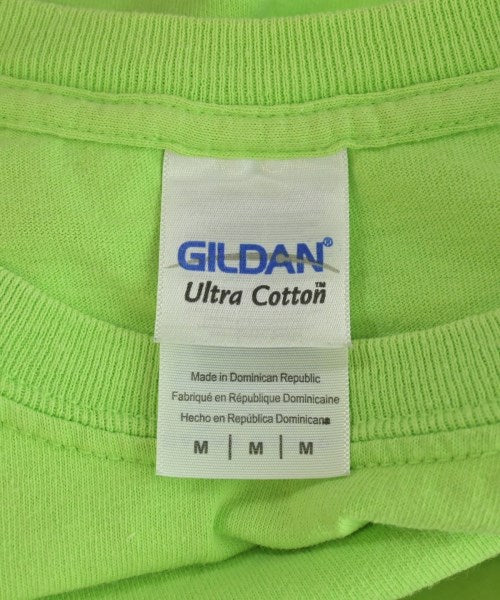 GILDAN®
Ultra Cotton™
Made in Dominican Republic
Fabriqué en République Dominicaine
Hecho en República Dominicana
M | M | M